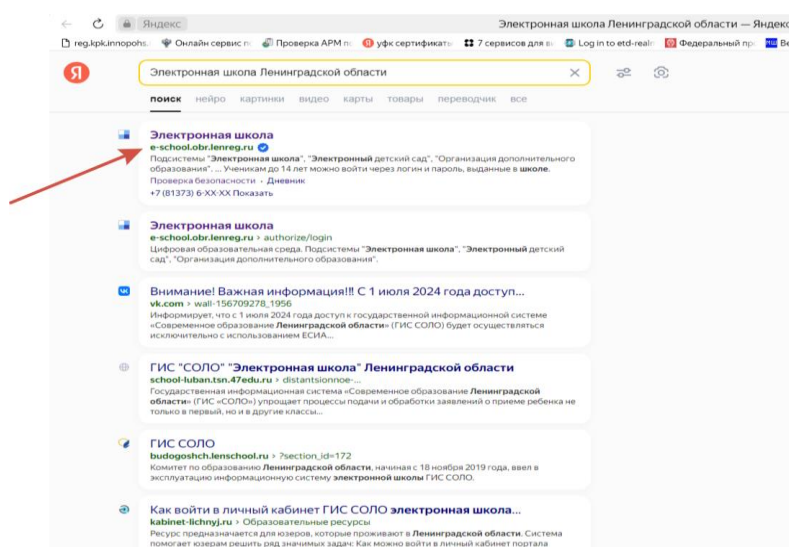 Яндекс Электронная школа Ленинградской области — Яндекс
reg.kpk.innopohs. Онлайн сервис п Проверка АРМ п уфк сертификаты 7 сервисов для в Log in to etd-realm Федеральный про Ве
Я Электронная школа Ленинградской области
поиск нейро картинки видео карты товары переводчик все
Электронная школа
e-school.obr.lenreg.ru
Подсистемы "Электронная школа", "Электронный детский сад", "Организация дополнительного
образования". ... Ученикам до 14 лет можно войти через логин и пароль, выданные в школе.
Проверка безопасности · Дневник
+7 (81373) 6-XX-XX Показать
Электронная школа
e-school.obr.lenreg.ru › authorize/login
Цифровая образовательная среда. Подсистемы "Электронная школа", "Электронный детский
сад", "Организация дополнительного образования".
Внимание! Важная информация!!! С 1 июля 2024 года доступ...
vk.com › wall-156709278_1956
Информирует, что с 1 июля 2024 года доступ к государственной информационной системе
«Современное образование Ленинградской области» (ГИС СОЛО) будет осуществляться
исключительно с использованием ЕСИА...
ГИС "СОЛО" "Электронная школа" Ленинградской области
school-luban.tsn.47edu.ru › distantsionnoe-...
Государственная информационная система «Современное образование Ленинградской
области» (ГИС «СОЛО») упрощает процессы подачи и обработки заявлений о приеме ребенка не
только в первый, но и в другие классы...
ГИС СОЛО
budogoshch.lenschool.ru › ?section_id=172
Комитет по образованию Ленинградской области, начиная с 18 ноября 2019 года, ввел в
эксплуатацию информационную систему электронной школы ГИС СОЛО.
Как войти в личный кабинет ГИС СОЛО электронная школа...
kabinet-lichnyj.ru › Образовательные ресурсы
Ресурс предназначается для юзеров, которые проживают в Ленинградской области. Система
помогает юзерам решить ряд значимых задач: Как можно войти в личный кабинет портала